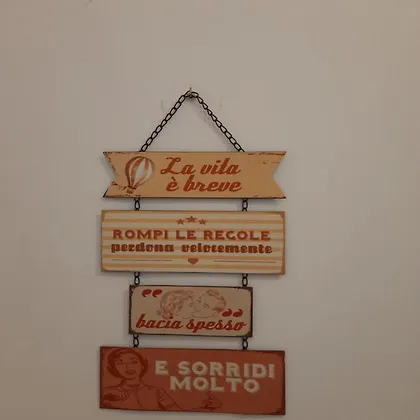 La vita
è breve
ROMPI LE REGOLE
perdona velocemente
“
bacia spesso
”
E SORRIDI
MOLTO